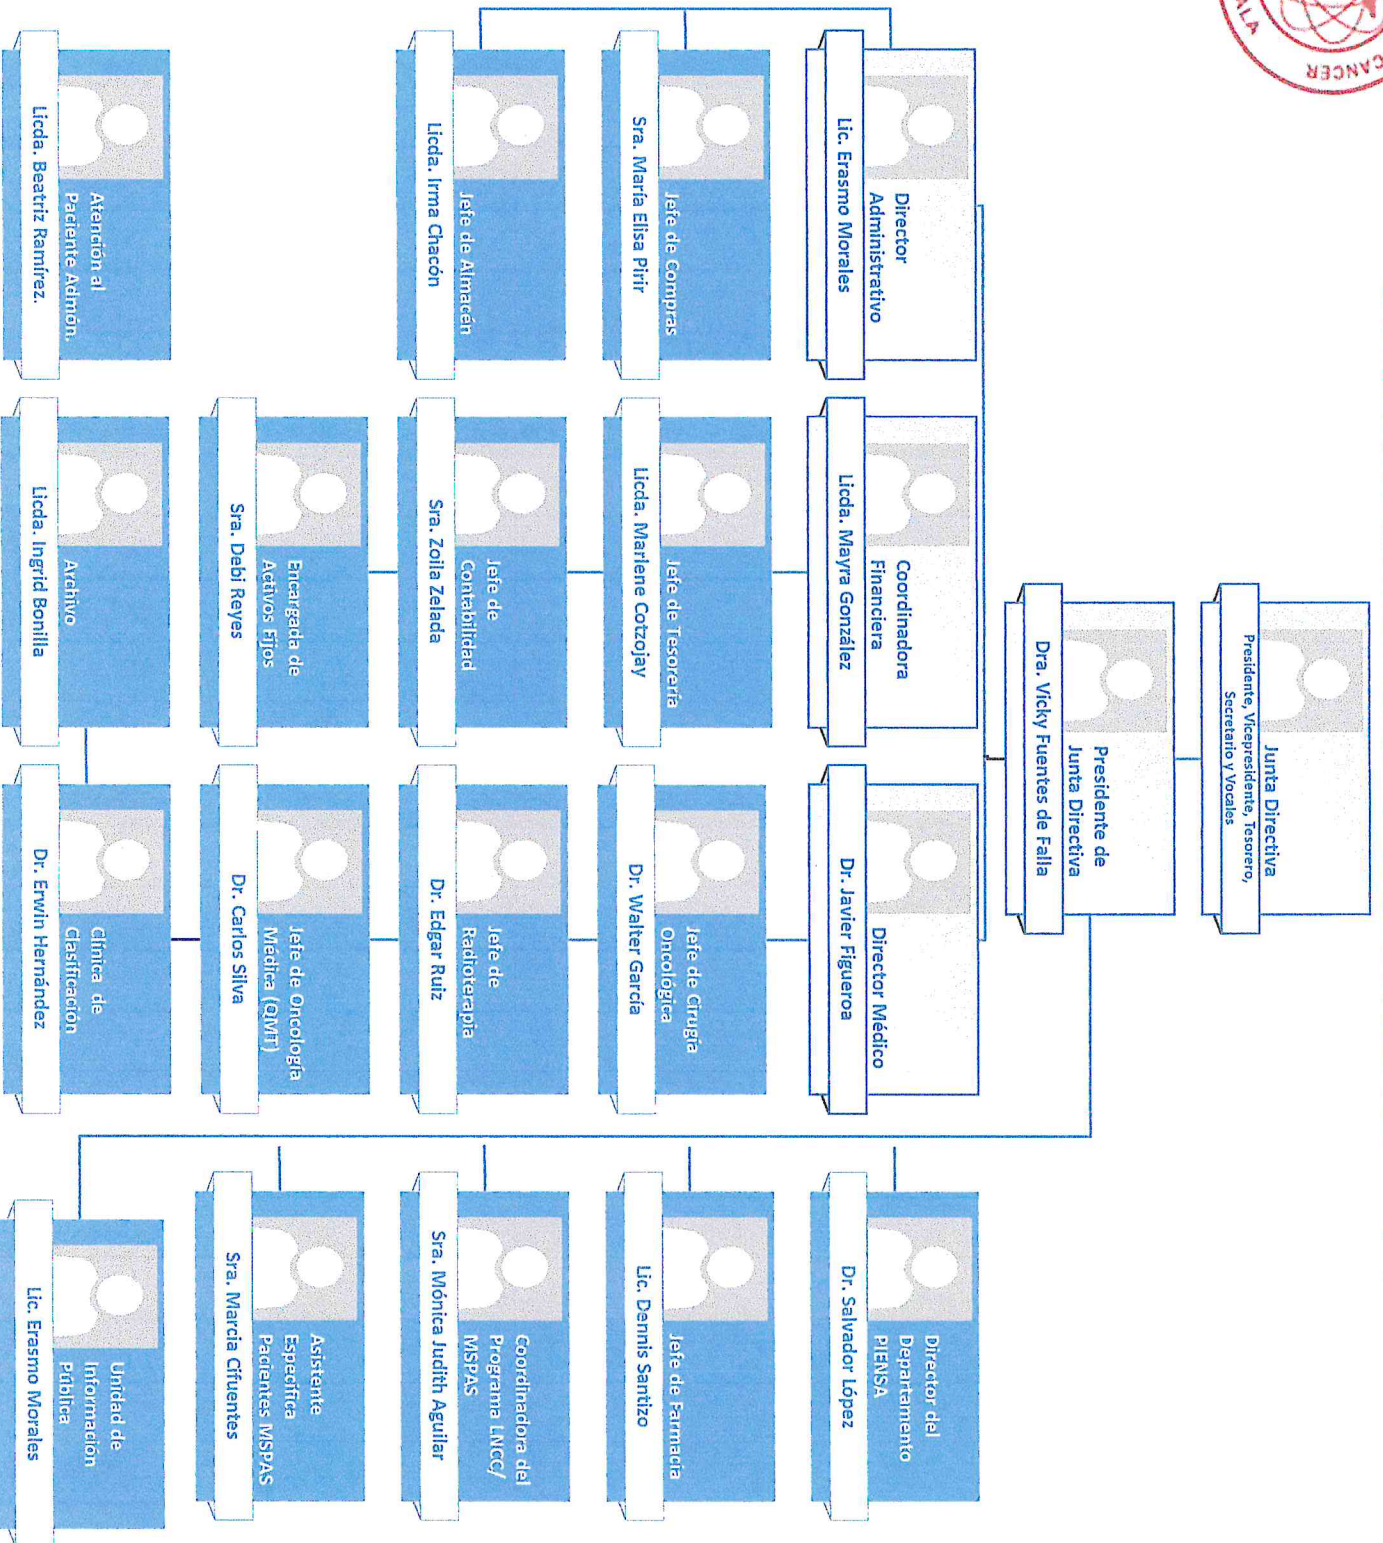 CANCER
ALA
Junta Directiva
Presidente, Vicepresidente, Tesorero,
Secretario y Vocales
Presidente de
Junta Directiva
Dra. Vicky Fuentes de Falla
Director
Administrativo
Lic. Erasmo Morales
Coordinadora
Financiera
Licda. Mayra González
Director Médico
Dr. Javier Figueroa
Director del
Departamento
PIENSA
Dr. Salvador López
Jefe de Compras
Sra. María Elisa Pirir
Jefe de Tesorería
Licda. Marlene Cotzojay
Jefe de Cirugía
Oncológica
Dr. Walter García
Jefe de Farmacia
Lic. Dennis Santizo
Jefe de Almacén
Licda. Irma Chacón
Jefe de
Contabilidad
Sra. Zoila Zelada
Jefe de
Radioterapia
Dr. Edgar Ruiz
Coordinadora del
Programa LNCC/
MSPAS
Sra. Mónica Judith Aguilar
Encargada de
Activos Fijos
Sra. Debi Reyes
Jefe de Oncología
Médica (QMT)
Dr. Carlos Silva
Asistente
Especifica
Pacientes MSPAS
Sra. Marcia Cifuentes
Atención al
Paciente Admón.
Licda. Beatriz Ramírez.
Archivo
Licda. Ingrid Bonilla
Clínica de
Clasificación
Dr. Erwin Hernández
Unidad de
Información
Pública
Lic. Erasmo Morales